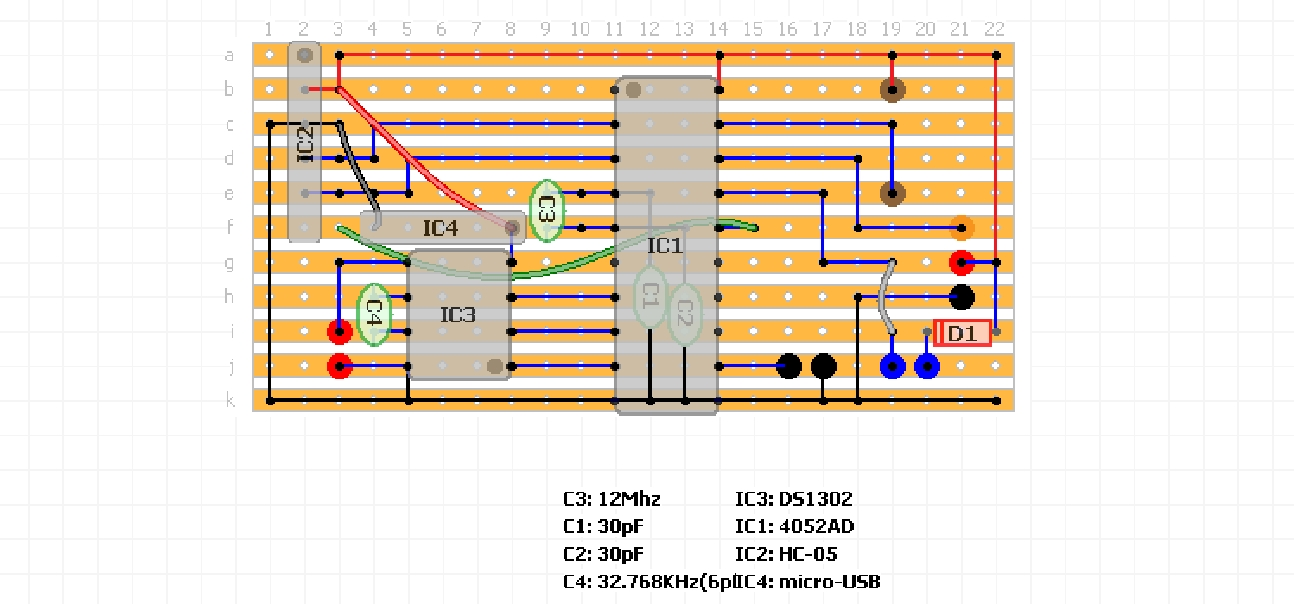 1 2 3 4 5 6 7 8 9 10 11 12 13 14 15 16 17 18 19 20 21 22
a
b
c
d
e
f
g
h
i
j
k
IC2
C3
IC4
IC1
C1
C2
C4
IC3
D1
C3: 12Mhz IC3: DS1302
C1: 30pF IC1: 4052AD
C2: 30pF IC2: HC-05
C4: 32.768KHz(6p IC4: micro-USB